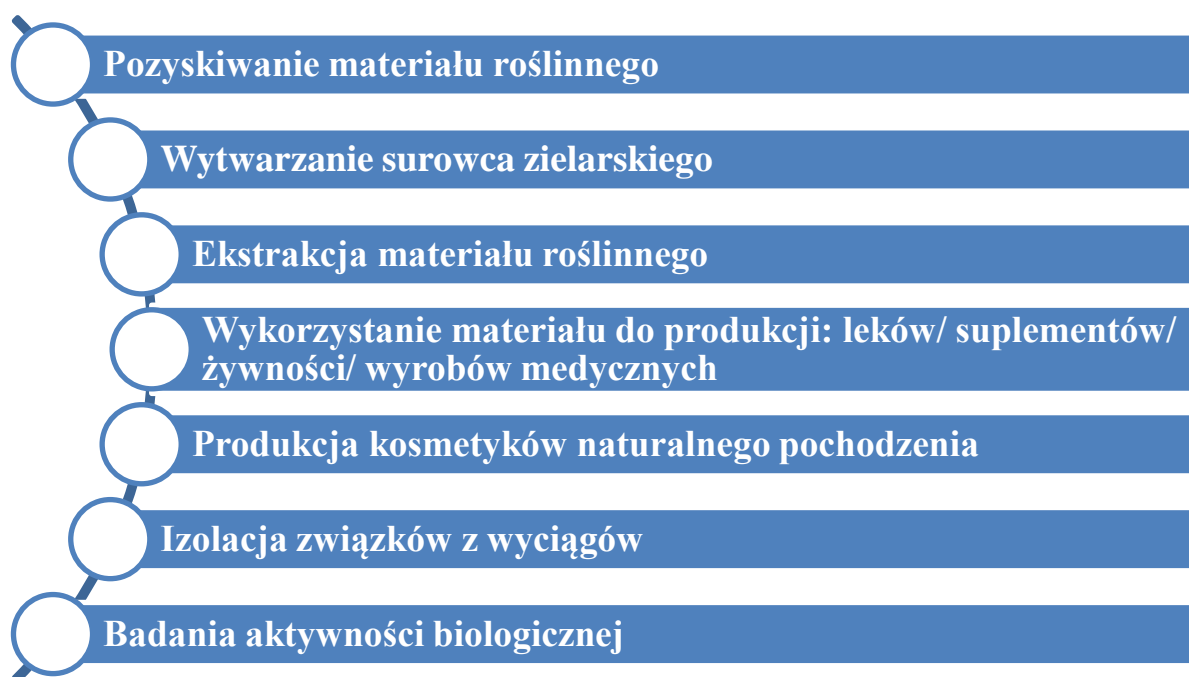 Pozyskiwanie materiału roślinnego
Wytwarzanie surowca zielarskiego
Ekstrakcja materiału roślinnego
Wykorzystanie materiału do produkcji: leków/ suplementów/
żywności/ wyrobów medycznych
Produkcja kosmetyków naturalnego pochodzenia
Izolacja związków z wyciągów
Badania aktywności biologicznej